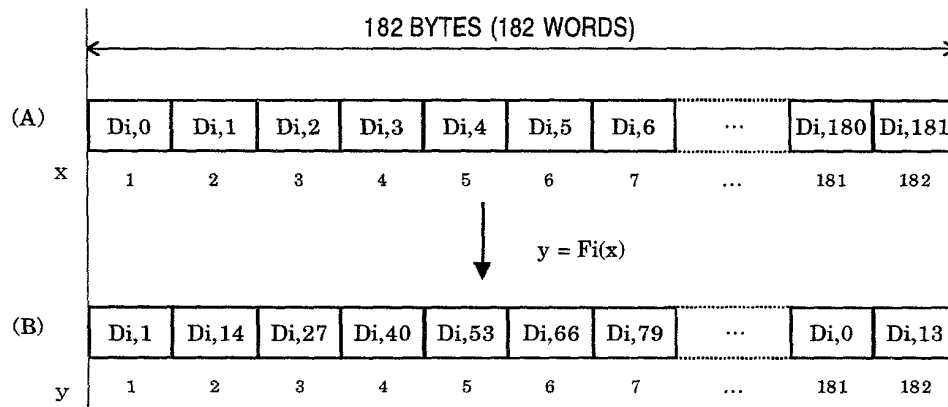 182 BYTES (182 WORDS)
(A) Di,0 Di,1 Di,2 Di,3 Di,4 Di,5 Di,6 ... Di,180 Di,181
x 1 2 3 4 5 6 7 ... 181 182
y = Fi(x)
(B) Di,1 Di,14 Di,27 Di,40 Di,53 Di,66 Di,79 ... Di,0 Di,13
y 1 2 3 4 5 6 7 ... 181 182